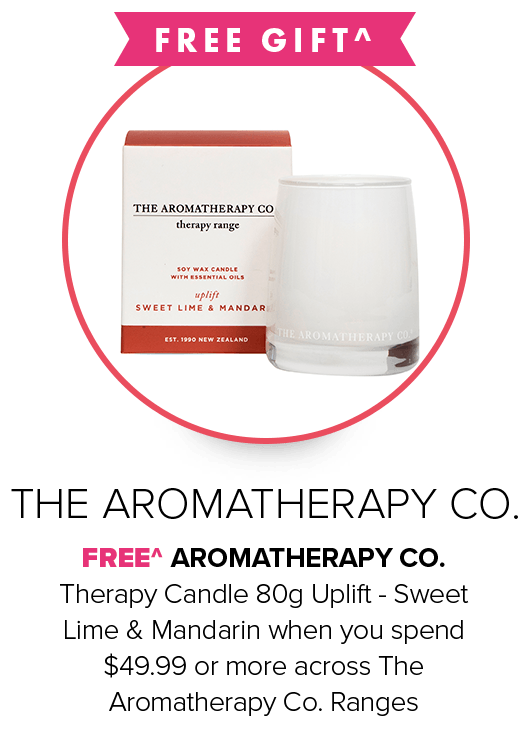 FREE GIFT^
THE AROMATHERAPY CO
therapy range
SOY WAX CANDLE
WITH ESSENTIAL OILS
uplift
SWEET LIME & MANDAR
EST. 1990 NEW ZEALAND
THE AROMATHERAPY CO.
THE AROMATHERAPY CO.
FREE^ AROMATHERAPY CO.
Therapy Candle 80g Uplift - Sweet
Lime & Mandarin when you spend
$49.99 or more across The
Aromatherapy Co. Ranges